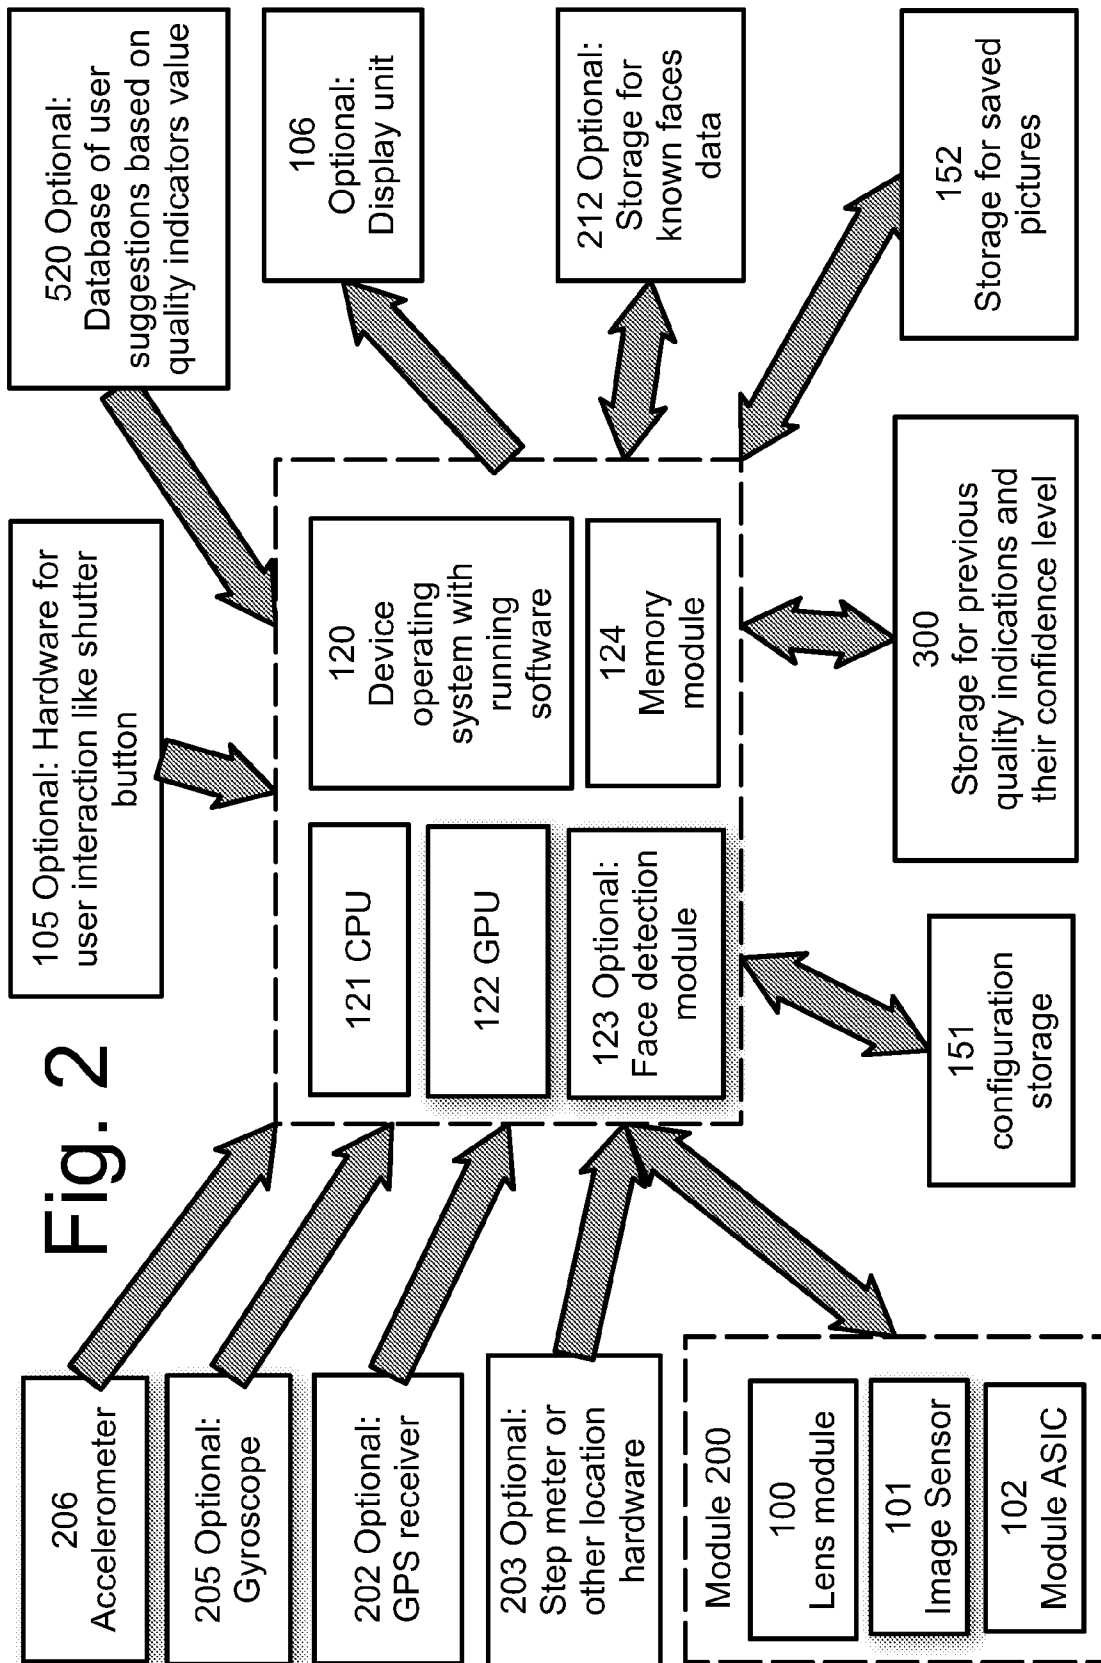 Fig. 2
206
Accelerometer
205 Optional:
Gyroscope
202 Optional:
GPS receiver
203 Optional:
Step meter or
other location
hardware
Module 200
100
Lens module
101
Image Sensor
102
Module ASIC
105 Optional: Hardware for
user interaction like shutter
button
520 Optional:
Database of user
suggestions based on
quality indicators value
121 CPU
122 GPU
123 Optional:
Face detection
module
120
Device
operating
system with
running
software
124
Memory
module
106
Optional:
Display unit
212 Optional:
Storage for
known faces
data
151
configuration
storage
300
Storage for previous
quality indications and
their confidence level
152
Storage for saved
pictures